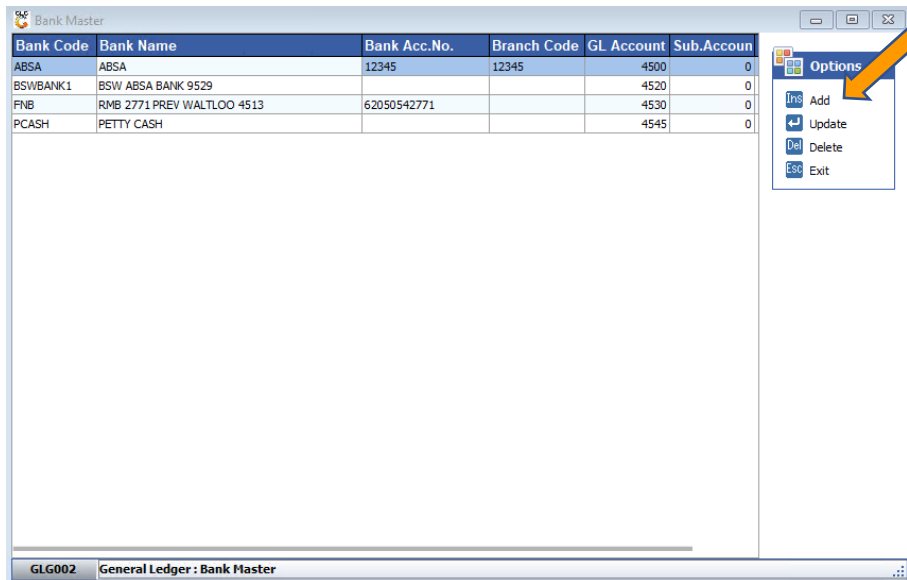 Bank Master
Bank Code Bank Name Bank Acc.No. Branch Code GL Account Sub.Accoun
ABSA ABSA 12345 12345 4500 0
BSWBANK1 BSW ABSA BANK 9529 4520 0
FNB RMB 2771 PREV WALTLOO 4513 62050542771 4530 0
PCASH PETTY CASH 4545 0
Options
Ins Add
Update
Del Delete
Esc Exit
GLG002 General Ledger : Bank Master